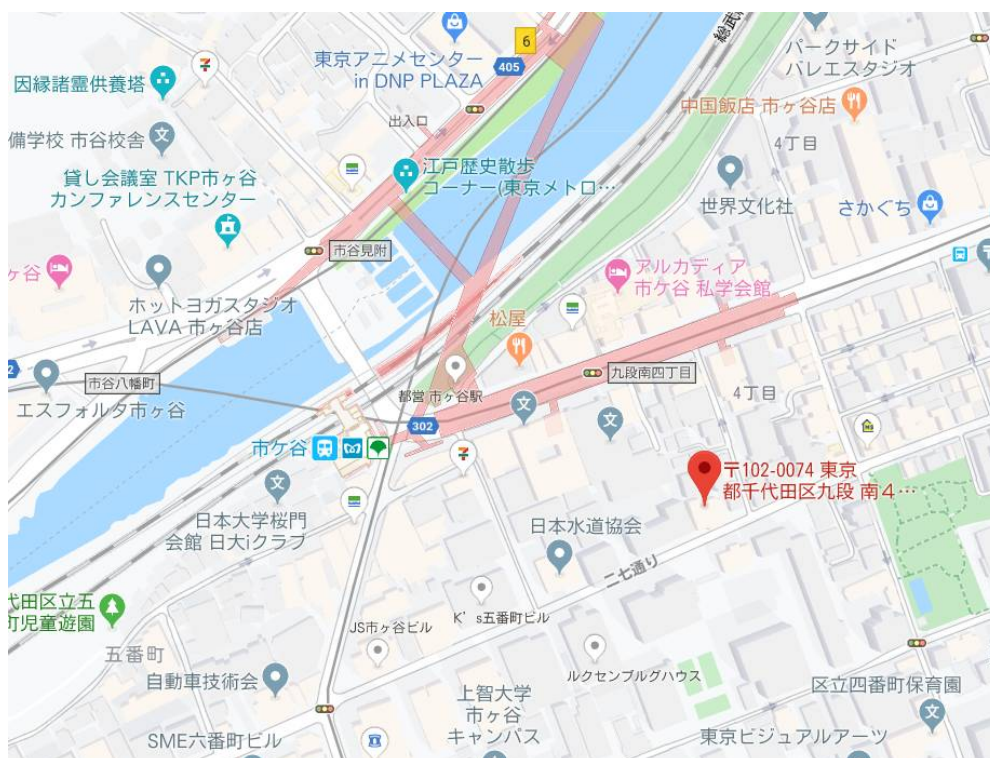 東京アニメセンター
in DNP PLAZA
6
405
総武
パークサイド
バレエスタジオ
因縁諸霊供養塔
出入口
中国飯店 市ヶ谷店
4丁目
備学校 市谷校舎
文
江戸歴史散歩
コーナー(東京メトロ…
貸し会議室 TKP市ヶ谷
カンファレンスセンター
世界文化社
さかぐち
市谷見附
ヶ谷
アルカディア
市ケ谷 私学会館
ホットヨガスタジオ
LAVA 市ヶ谷店
松屋
2
市谷八幡町
九段南四丁目
4丁目
エスフォルタ市ヶ谷
都営 市ヶ谷駅
文
文
302
市ケ谷
7
〒102-0074 東京
都千代田区九段 南4…
文
日本大学桜門
会館 日大iクラブ
日本水道協会
二七通り
代田区立五
町児童遊園
K's五番町ビル
JS市ヶ谷ビル
五番町
ルクセンブルグハウス
自動車技術会
上智大学
市ヶ谷
キャンパス
区立四番町保育園
文
SME六番町ビル
東京ビジュアルアーツ